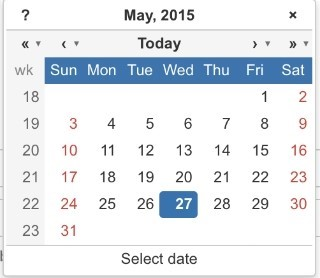 ? May, 2015 ×
« ▾ ‹ ▾ Today › ▾ » ▾
wk Sun Mon Tue Wed Thu Fri Sat
18 1 2
19 3 4 5 6 7 8 9
20 10 11 12 13 14 15 16
21 17 18 19 20 21 22 23
22 24 25 26 27 28 29 30
23 31
Select date